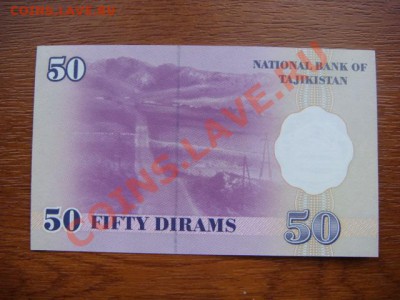 COINS.LAVE.RU
50
NATIONAL BANK OF
TAJIKISTAN
COINS.LAVE.RU
50 FIFTY DIRAMS
50